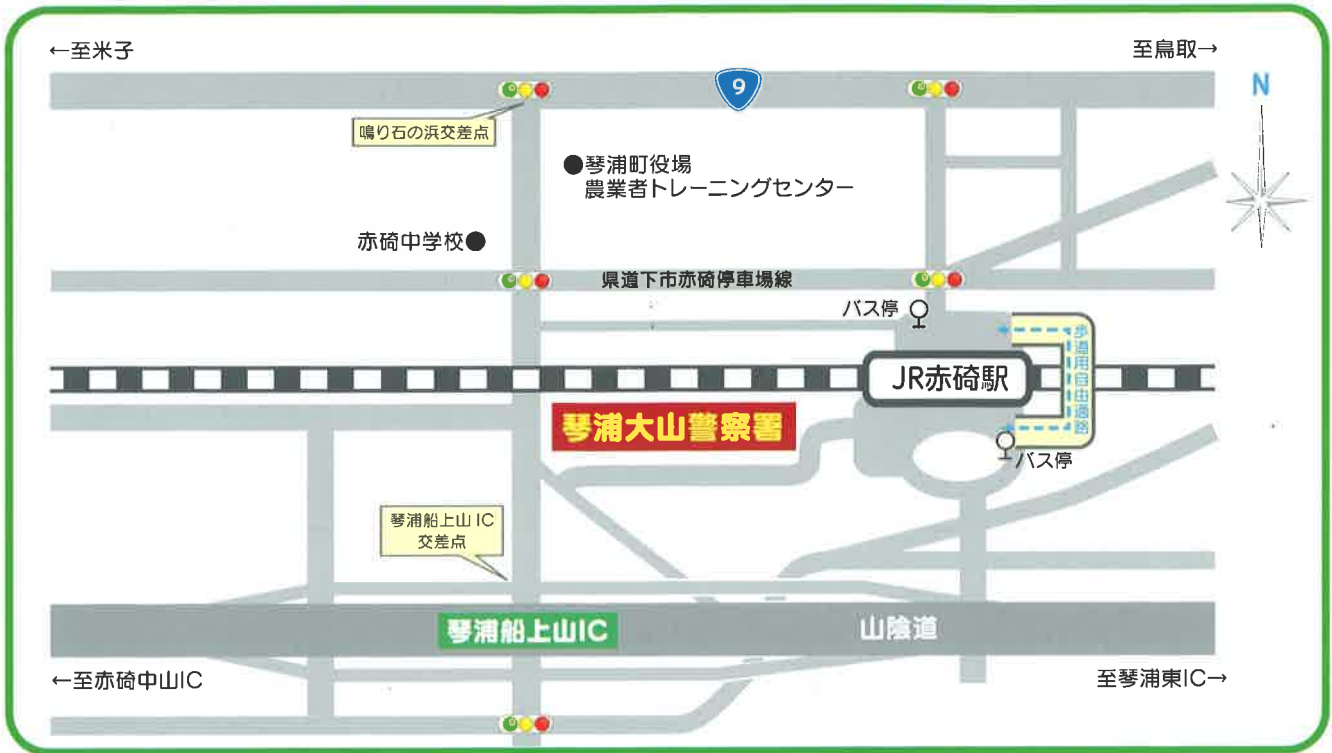 ←至米子
至鳥取→
9
N
鳴り石の浜交差点
●琴浦町役場
農業者トレーニングセンター
赤碕中学校●
県道下市赤碕停車場線
バス停
JR赤碕駅
歩道用自由通路
琴浦大山警察署
バス停
琴浦船上山IC
交差点
琴浦船上山IC
山陰道
←至赤碕中山IC
至琴浦東IC→